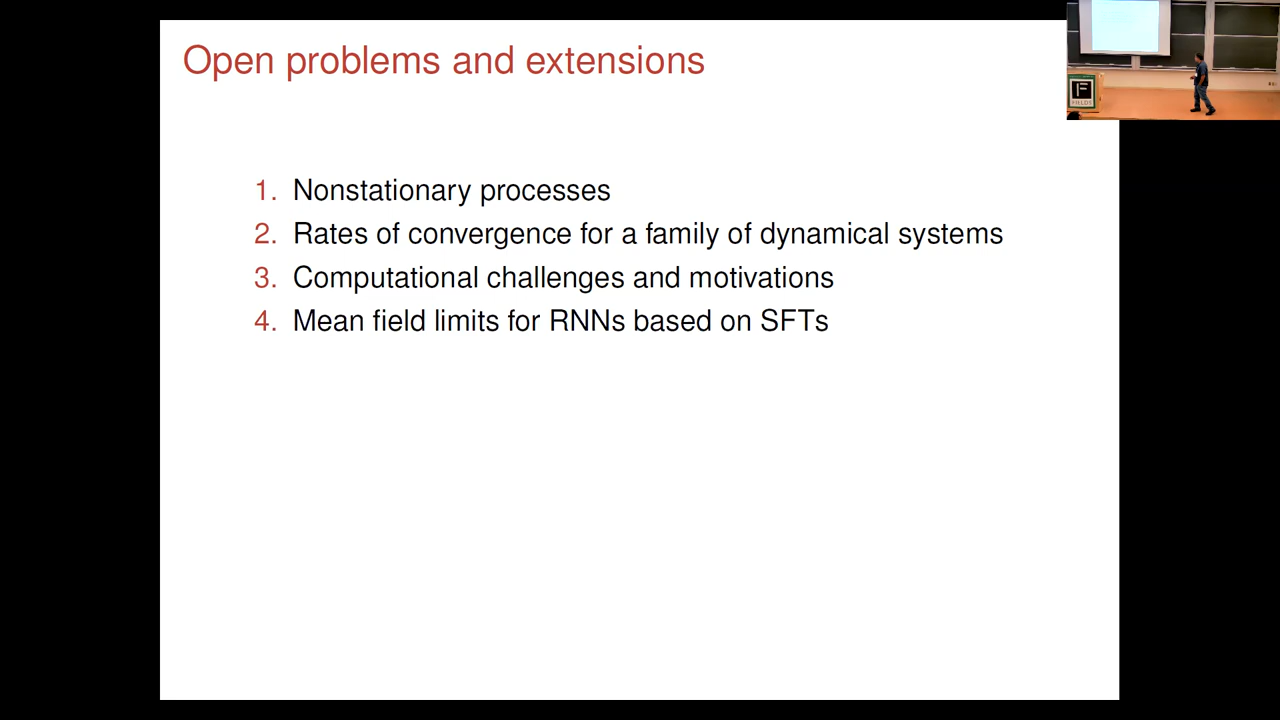 Open problems and extensions
1. Nonstationary processes
2. Rates of convergence for a family of dynamical systems
3. Computational challenges and motivations
4. Mean field limits for RNNs based on SFTs
F
FIELDS